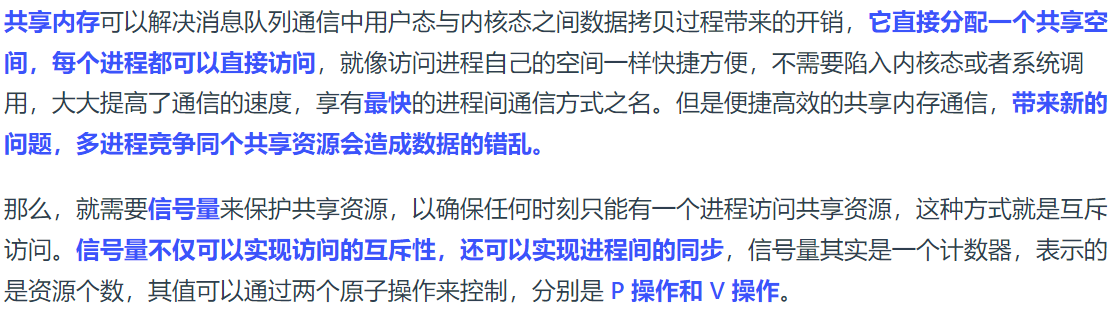 共享内存可以解决消息队列通信中用户态与内核态之间数据拷贝过程带来的开销，它直接分配一个共享空
间，每个进程都可以直接访问，就像访问进程自己的空间一样快捷方便，不需要陷入内核态或者系统调
用，大大提高了通信的速度，享有最快的进程间通信方式之名。但是便捷高效的共享内存通信，带来新的
问题，多进程竞争同个共享资源会造成数据的错乱。
那么，就需要信号量来保护共享资源，以确保任何时刻只能有一个进程访问共享资源，这种方式就是互斥
访问。信号量不仅可以实现访问的互斥性，还可以实现进程间的同步，信号量其实是一个计数器，表示的
是资源个数，其值可以通过两个原子操作来控制，分别是 P 操作和 V 操作。